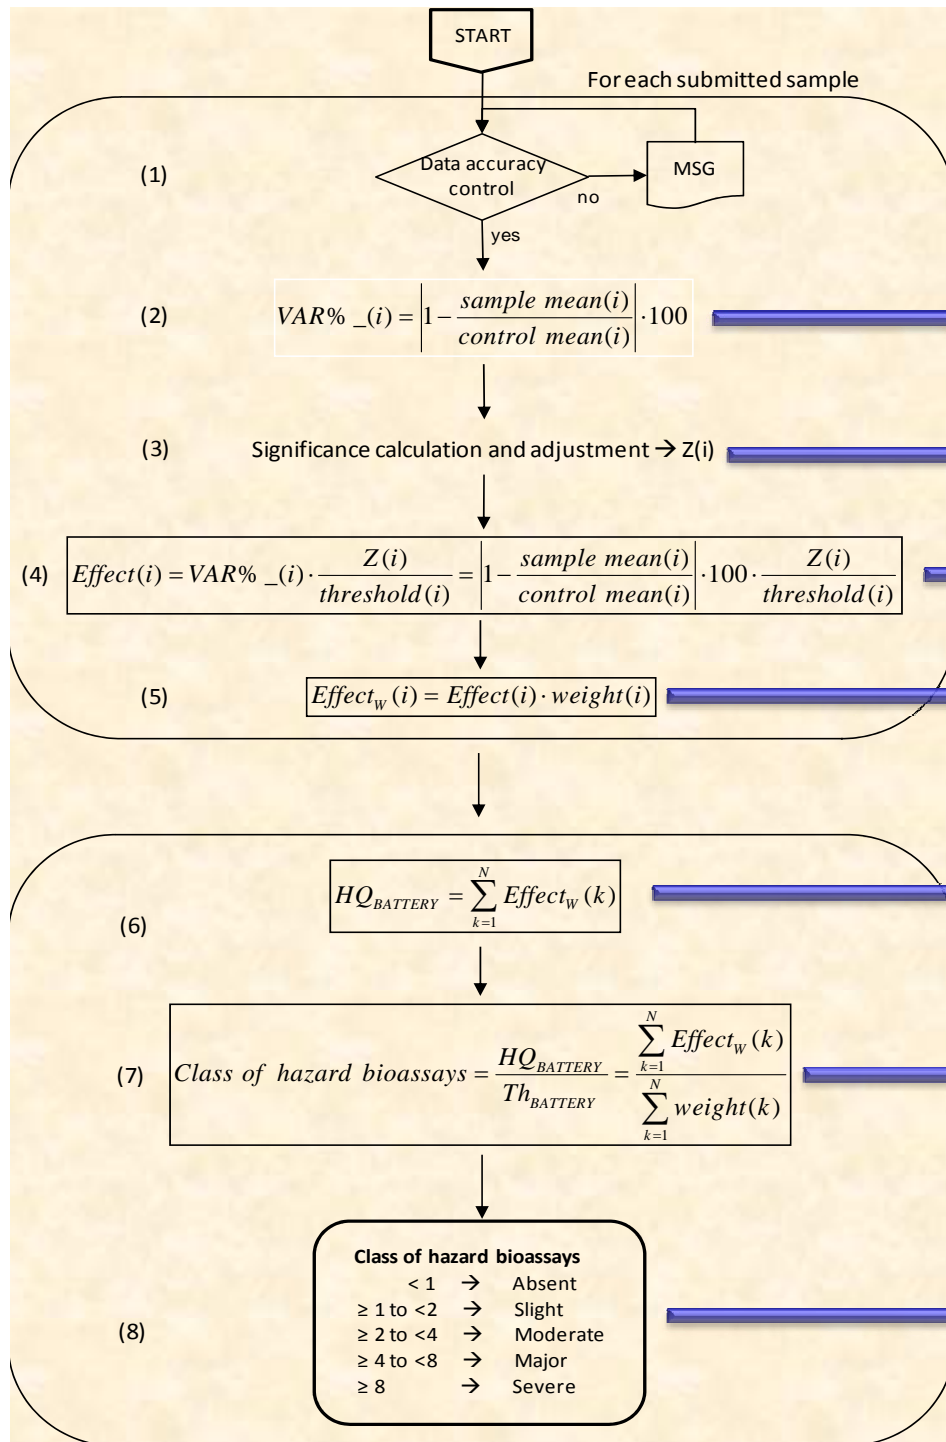 START
For each submitted sample
(1)
Data accuracy
control
MSG
no
yes
(2)
VAR% _(i) = |1 − sample mean(i) / control mean(i)| · 100
(3)
Significance calculation and adjustment → Z(i)
(4)
Effect(i) = VAR% _(i) · Z(i) / threshold(i) = |1 − sample mean(i) / control mean(i)| · 100 · Z(i) / threshold(i)
(5)
Effect_W(i) = Effect(i) · weight(i)
HQ_BATTERY = ∑_{k=1}^{N} Effect_W(k)
(6)
(7)
Class of hazard bioassays = HQ_BATTERY / Th_BATTERY = ∑_{k=1}^{N} Effect_W(k) / ∑_{k=1}^{N} weight(k)
Class of hazard bioassays
< 1 → Absent
≥ 1 to <2 → Slight
≥ 2 to <4 → Moderate
(8)
≥ 4 to <8 → Major
≥ 8 → Severe